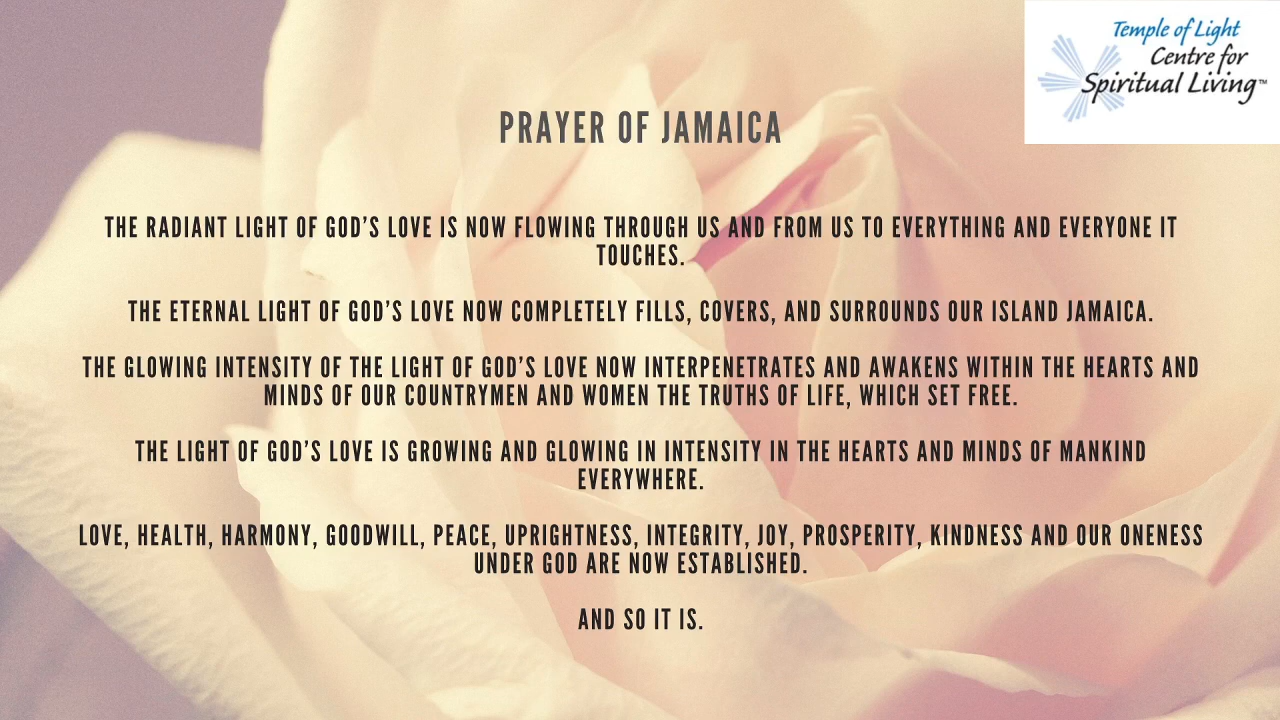 Temple of Light
Centre for
Spiritual Living™
PRAYER OF JAMAICA
THE RADIANT LIGHT OF GOD'S LOVE IS NOW FLOWING THROUGH US AND FROM US TO EVERYTHING AND EVERYONE IT
TOUCHES.
THE ETERNAL LIGHT OF GOD'S LOVE NOW COMPLETELY FILLS, COVERS, AND SURROUNDS OUR ISLAND JAMAICA.
THE GLOWING INTENSITY OF THE LIGHT OF GOD'S LOVE NOW INTERPENETRATES AND AWAKENS WITHIN THE HEARTS AND
MINDS OF OUR COUNTRYMEN AND WOMEN THE TRUTHS OF LIFE, WHICH SET FREE.
THE LIGHT OF GOD'S LOVE IS GROWING AND GLOWING IN INTENSITY IN THE HEARTS AND MINDS OF MANKIND
EVERYWHERE.
LOVE, HEALTH, HARMONY, GOODWILL, PEACE, UPRIGHTNESS, INTEGRITY, JOY, PROSPERITY, KINDNESS AND OUR ONENESS
UNDER GOD ARE NOW ESTABLISHED.
AND SO IT IS.